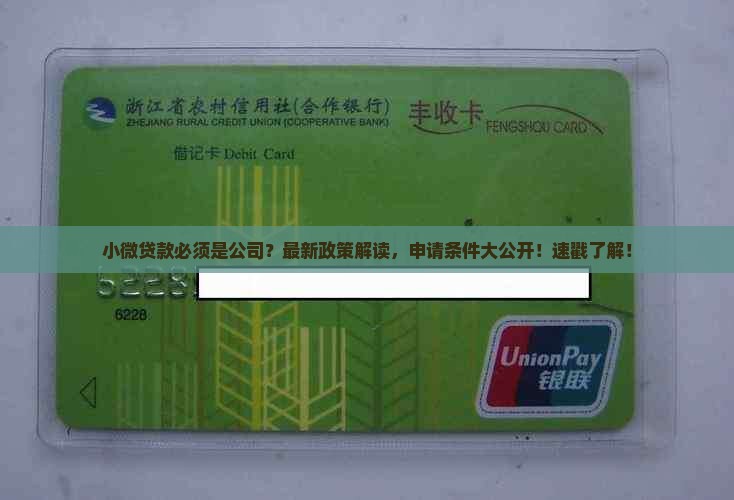 浙江省农村信用社(合作银行)
ZHEJIANG RURAL CREDIT UNION (COOPERATIVE BANK)
丰收卡 FENGSHOU CARD
借记卡 Debit Card
小微贷款必须是公司？最新政策解读，申请条件大公开！速戳了解！
6228
6228
UnionPay
银联